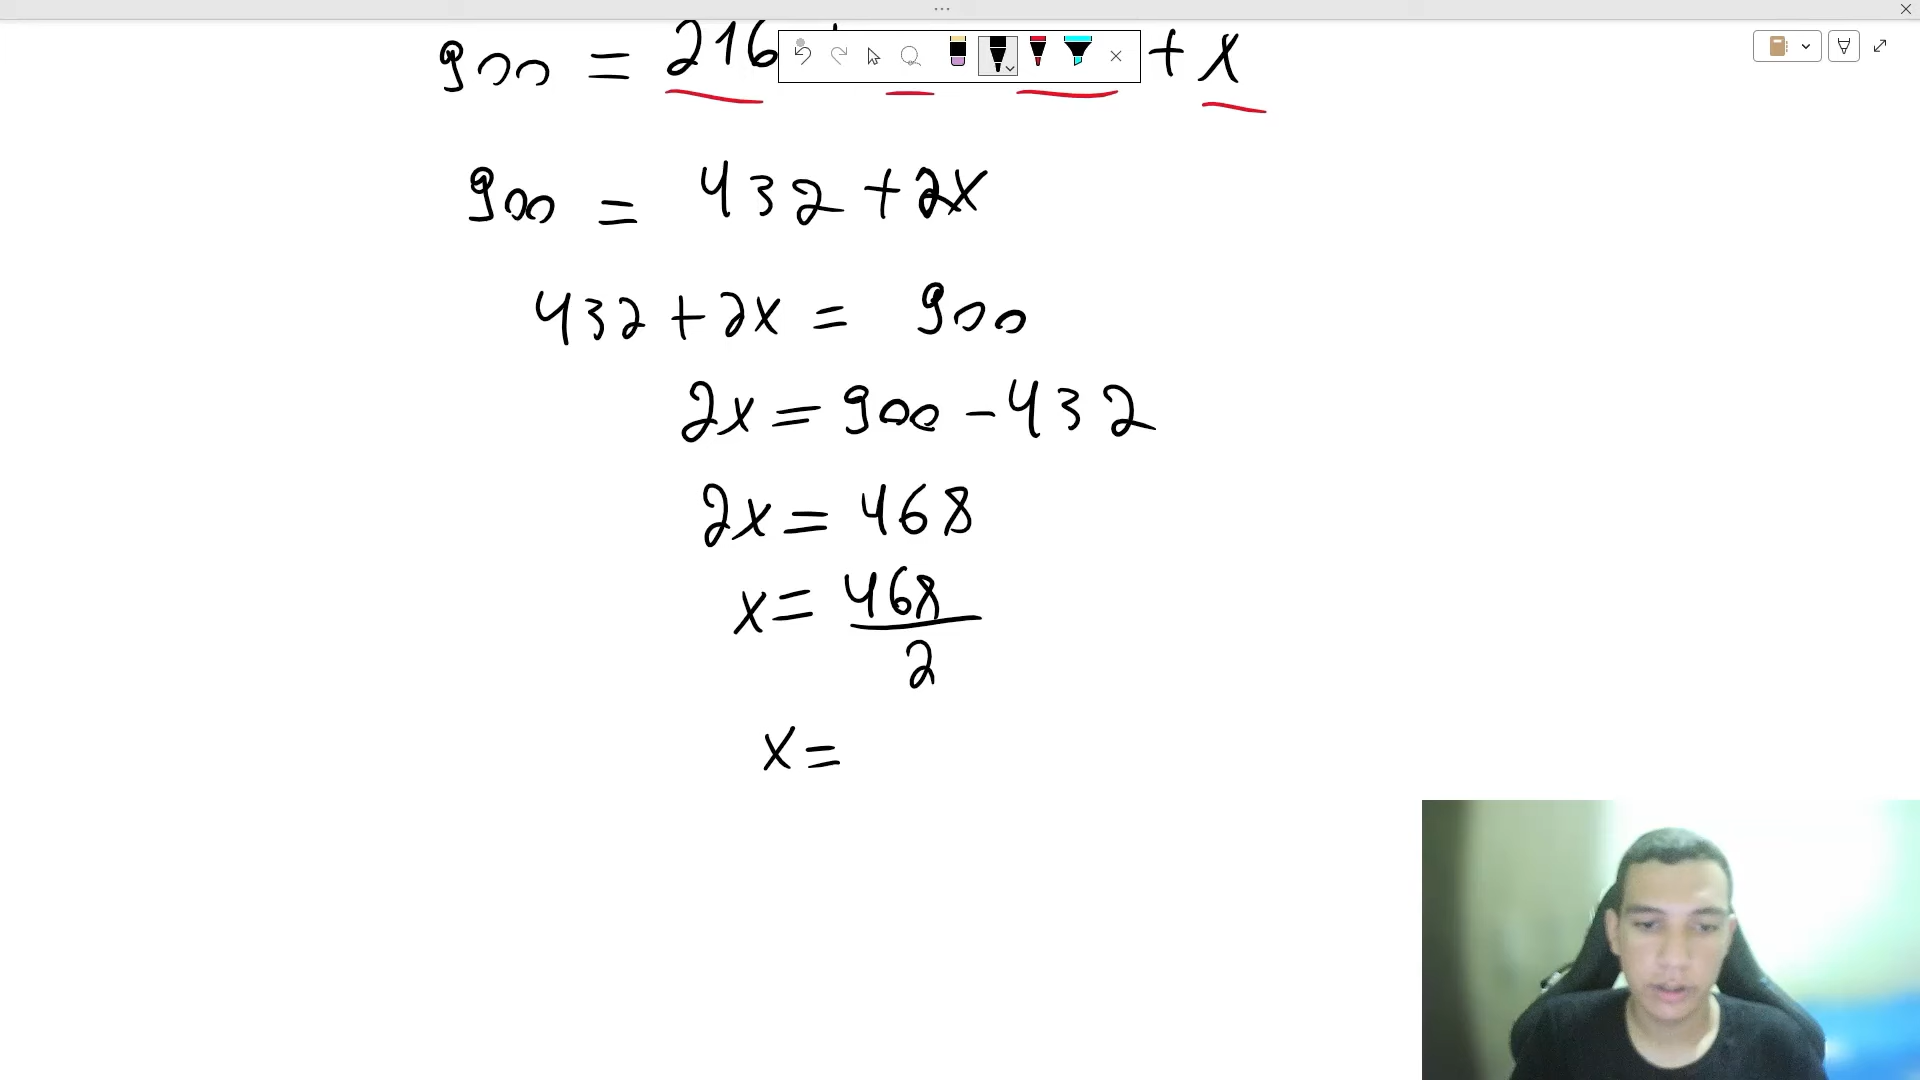 900 = 216 + x
900 = 432 + 2x
432 + 2x = 900
2x = 900 - 432
2x = 468
x = 468
2
x =